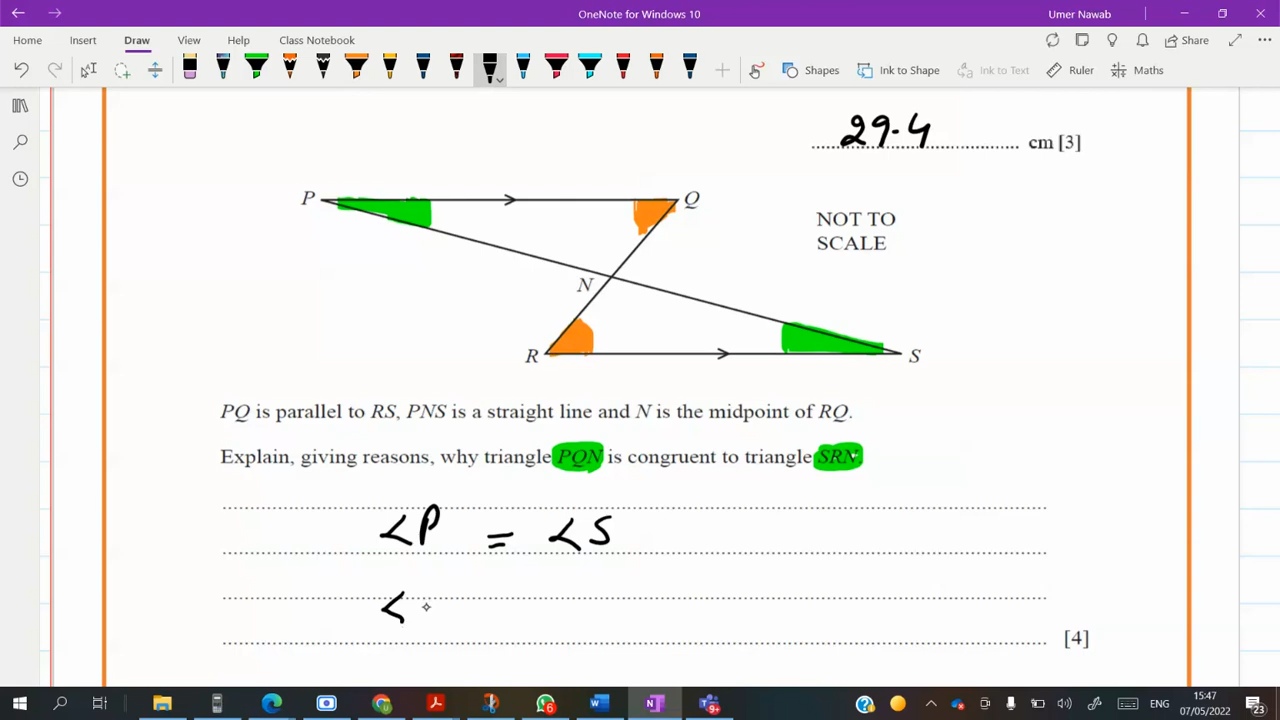 OneNote for Windows 10
Umer Nawab
Home Insert Draw View Help Class Notebook
Share
Shapes Ink to Shape Ink to Text Ruler Maths
29.4 cm [3]
P Q
NOT TO
SCALE
N
R S
PQ is parallel to RS, PNS is a straight line and N is the midpoint of RQ.
Explain, giving reasons, why triangle PQN is congruent to triangle SRN.
<P = <S
<
[4]
6 9+ ENG 15:47
07/05/2022 23